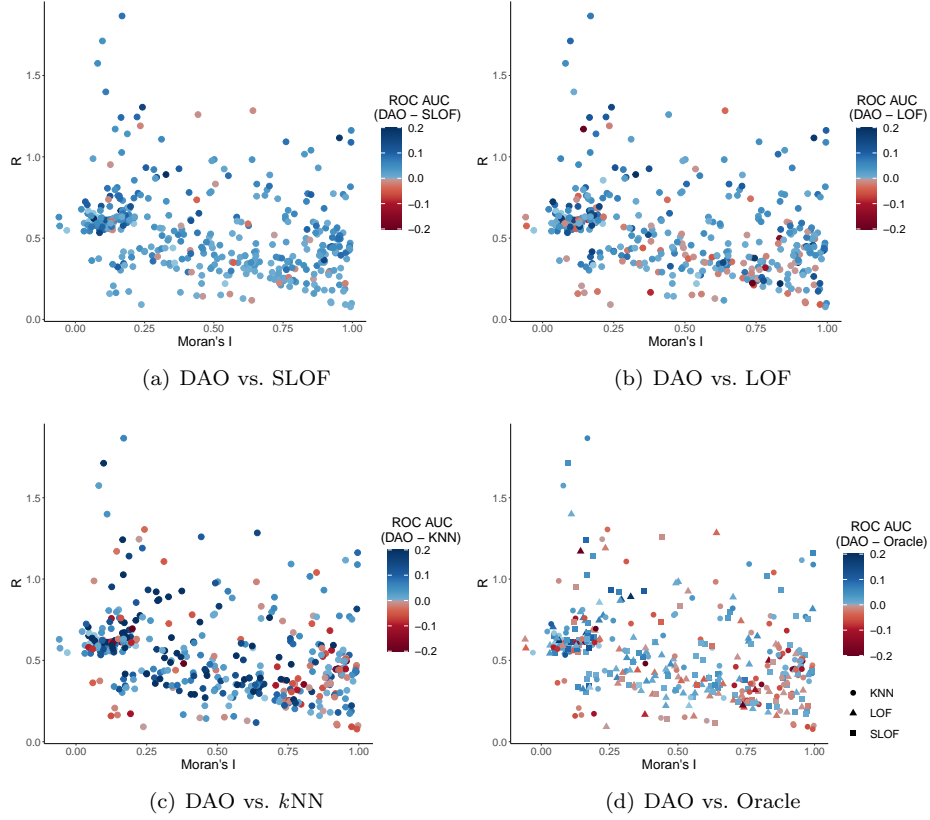 1.5
1.0
0.5
0.0
R
0.00
0.25
0.50
0.75
1.00
Moran's I
ROC AUC
(DAO − SLOF)
0.2
0.1
0.0
−0.1
−0.2
(a) DAO vs. SLOF
1.5
1.0
0.5
0.0
R
0.00
0.25
0.50
0.75
1.00
Moran's I
ROC AUC
(DAO − LOF)
0.2
0.1
0.0
−0.1
−0.2
(b) DAO vs. LOF
1.5
1.0
0.5
0.0
R
0.00
0.25
0.50
0.75
1.00
Moran's I
ROC AUC
(DAO − KNN)
0.2
0.1
0.0
−0.1
−0.2
(c) DAO vs. kNN
1.5
1.0
0.5
0.0
R
0.00
0.25
0.50
0.75
1.00
Moran's I
ROC AUC
(DAO − Oracle)
0.2
0.1
0.0
−0.1
−0.2
KNN
LOF
SLOF
(d) DAO vs. Oracle